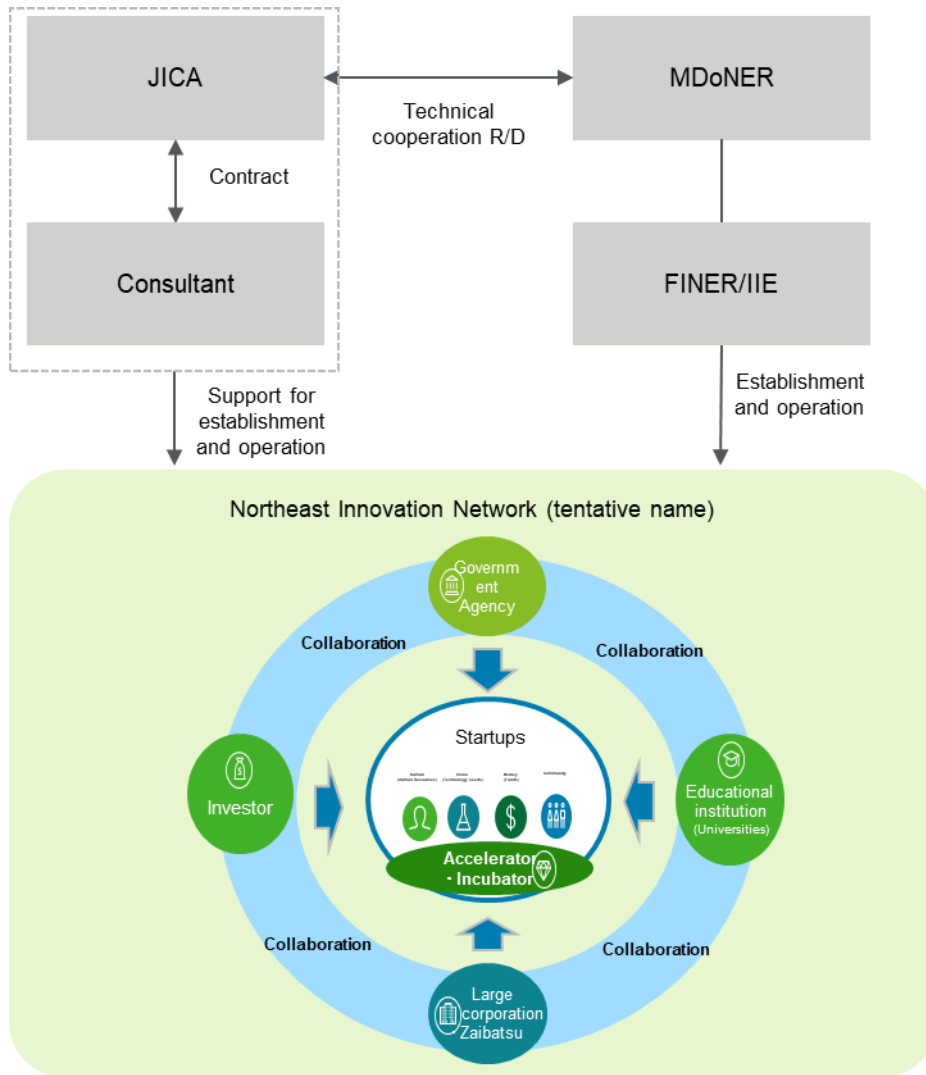 JICA
MDoNER
Technical
cooperation R/D
Contract
Consultant
FINER/IIE
Support for
establishment
and operation
Establishment
and operation
Northeast Innovation Network (tentative name)
Governm
ent
Agency
Collaboration
Collaboration
Startups
Investor
Educational
institution
(Universities)
Accelerator
- Incubator
Collaboration
Collaboration
Large
corporation
Zaibatsu